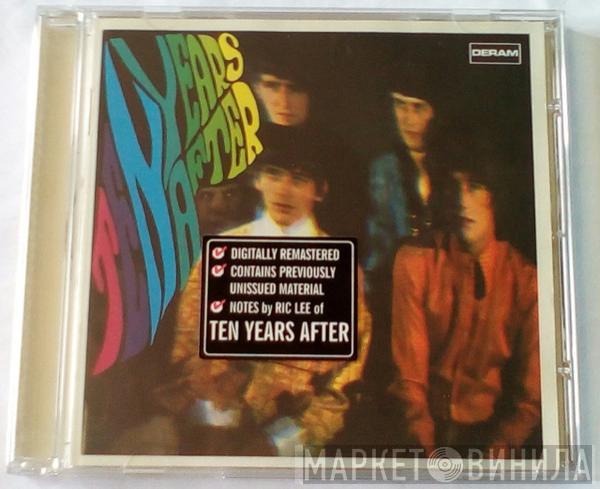 TEN
YEARS
AFTER
DERAM
DIGITALLY REMASTERED
CONTAINS PREVIOUSLY
UNISSUED MATERIAL
NOTES by RIC LEE of
TEN YEARS AFTER
МАРКЕТ ВИНИЛА